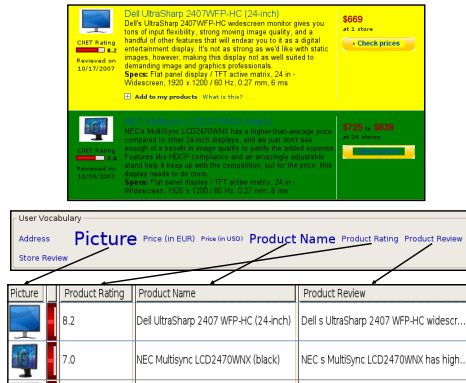 Dell UltraSharp 2407WFP-HC (24-inch)
Dell's UltraSharp 2407WFP-HC widescreen monitor gives you
tons of input flexibility, strong moving image quality, and a
handful of other features that will endear you to it as a digital
entertainment display. It's not as strong as we'd like with static
images, however, making this display not as well suited to
demanding image and graphics professionals.
Specs: Flat panel display / TFT active matrix, 24 in -
Widescreen, 1920 x 1200 / 60 Hz, 0.27 mm, 6 ms
Add to my products What is this?
CNET Rating
8.2
Reviewed on
10/17/2007
$669
at 1 store
Check prices
NEC MultiSync LCD2470WNX (black)
NEC's MultiSync LCD2470WNX has a higher-than-average price
compared to other 24-inch displays, and we just don't see
enough of a benefit in image quality to justify the added expense.
Features like HDCP-compliance and an amazingly adjustable
stand help it keep up with the competition, but for the price, this
display needs to do more.
Specs: Flat panel display / TFT active matrix, 24 in -
Widescreen, 1920 x 1200 / 60 Hz, 0.27 mm, 6 ms
CNET Rating
7.0
Reviewed on
10/09/2007
$725 to $838
at 24 stores
User Vocabulary
Address Picture Price (in EUR) Price (in USD) Product Name Product Rating Product Review
Store Review
Picture Product Rating Product Name Product Review
8.2 Dell UltraSharp 2407 WFP-HC (24-inch) Dell s UltraSharp 2407 WFP-HC widescr...
7.0 NEC Multisync LCD2470WNX (black) NEC s MultiSync LCD2470WNX has high...